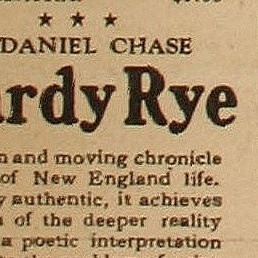 DANIEL CHASE
rdy Rye
and moving chronicle
of New England life.
authentic, it achieves
of the deeper reality
a poetic interpretation